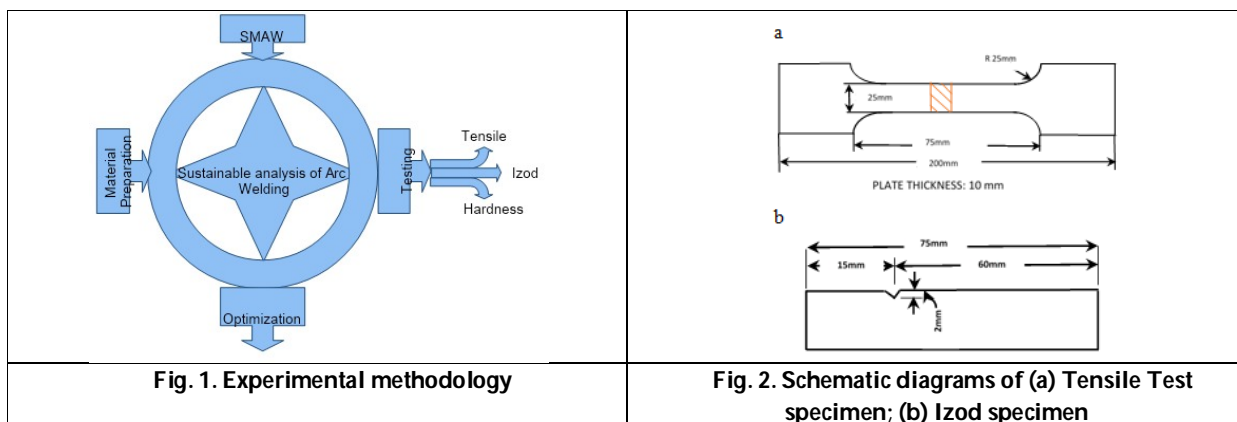 SMAW
Material
Preparation
Sustainable analysis of Arc
Welding
Testing
Tensile
Izod
Hardness
Optimization
Fig. 1. Experimental methodology
a
R 25mm
25mm
75mm
200mm
PLATE THICKNESS: 10 mm
b
75mm
15mm
60mm
2mm
Fig. 2. Schematic diagrams of (a) Tensile Test
specimen; (b) Izod specimen